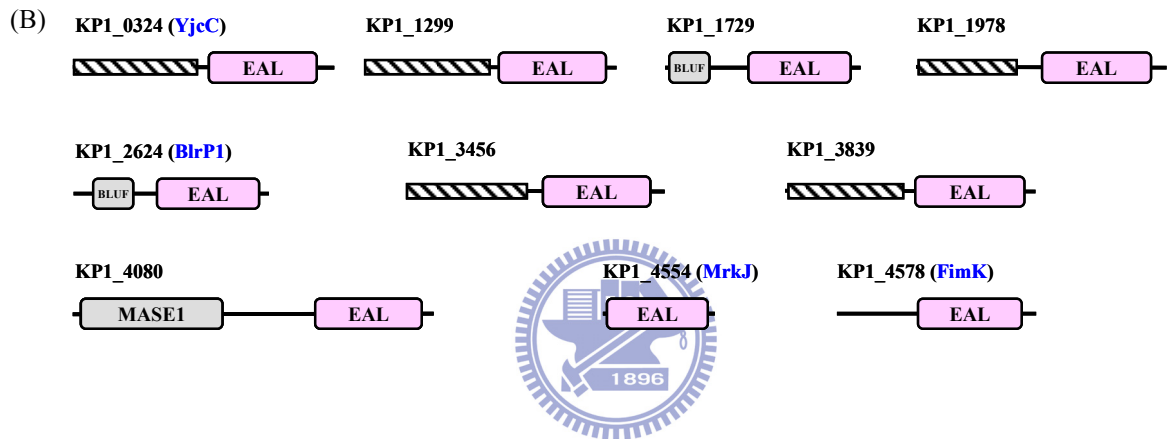 (B)
KP1_0324 (YjcC) KP1_1299 KP1_1729 KP1_1978
EAL EAL BLUF EAL EAL
KP1_2624 (BlrP1) KP1_3456 KP1_3839
BLUF EAL EAL EAL
KP1_4080 KP1_4554 (MrkJ) KP1_4578 (FimK)
MASE1 EAL EAL EAL
1896